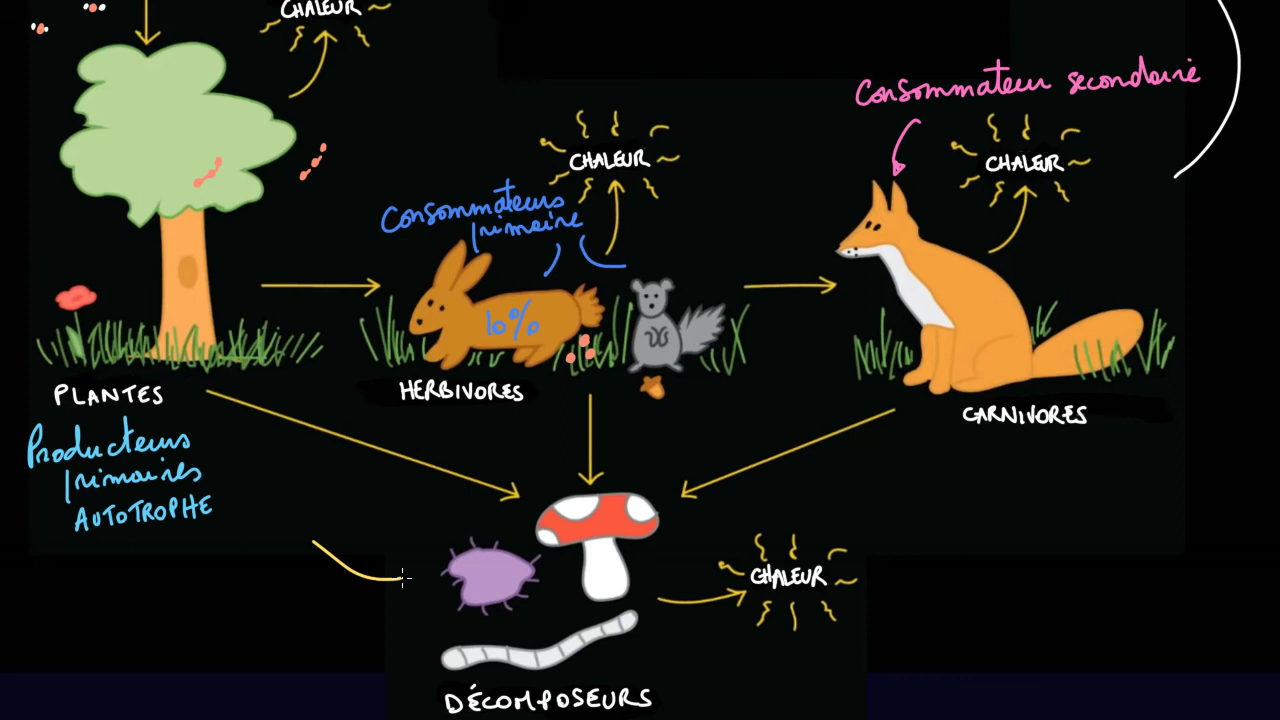 CHALEUR
Consommateur secondaire
CHALEUR
CHALEUR
Consommateurs
primaire
10%
PLANTES
HERBIVORES
CARNIVORES
Producteurs
primaires
AUTOTROPHE
CHALEUR
DÉCOMPOSEURS